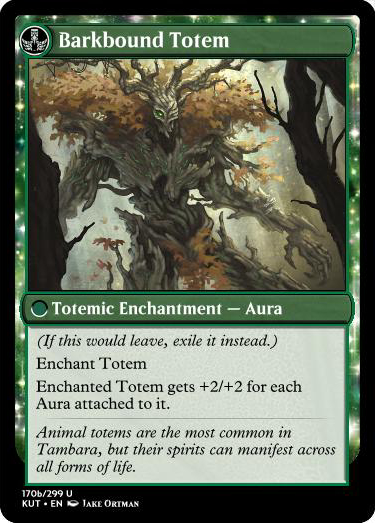 Barkbound Totem
Totemic Enchantment — Aura
(If this would leave, exile it instead.)
Enchant Totem
Enchanted Totem gets +2/+2 for each
Aura attached to it.
Animal totems are the most common in
Tambara, but their spirits can manifest across
all forms of life.
170b/299 U
KUT • EN Jake Ortman